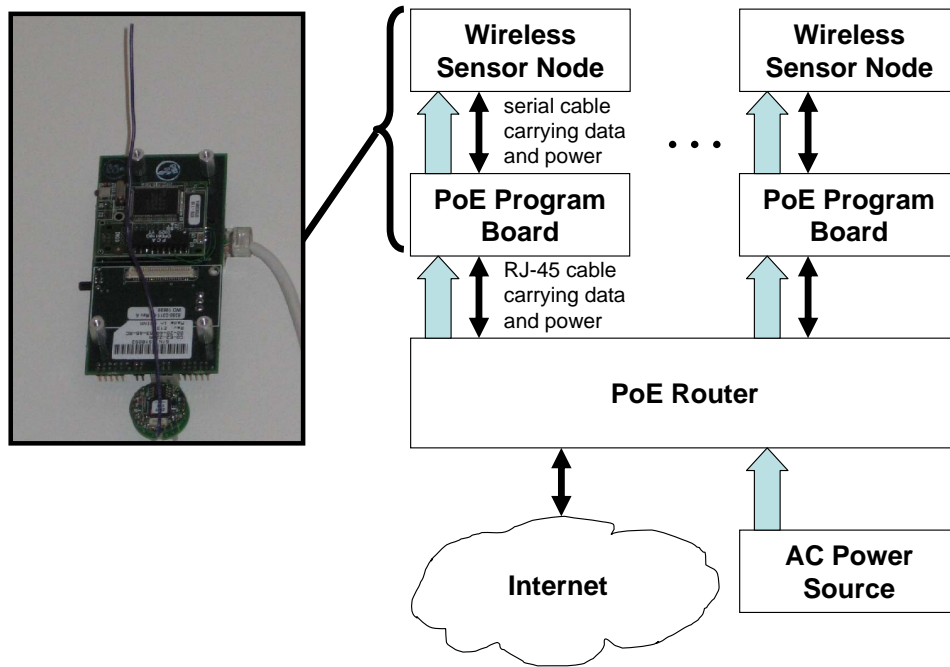 Wireless
Sensor Node
Wireless
Sensor Node
serial cable
carrying data
and power
. . .
PoE Program
Board
PoE Program
Board
RJ-45 cable
carrying data
and power
PoE Router
Internet
AC Power
Source